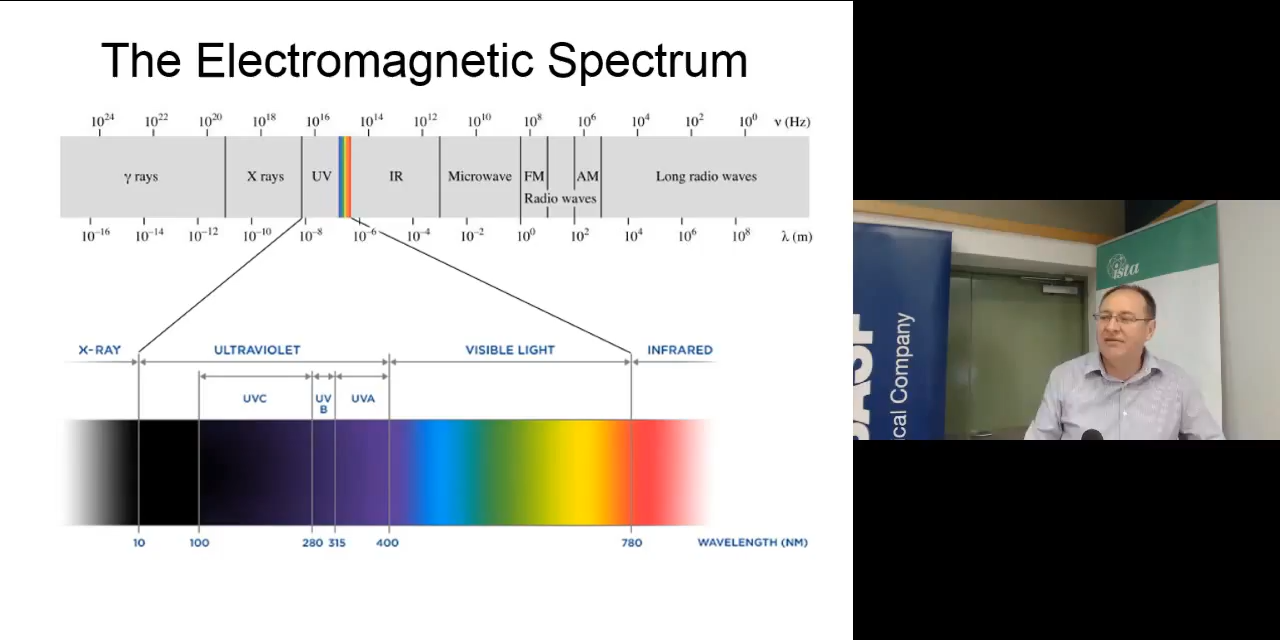 The Electromagnetic Spectrum
10²⁴ 10²² 10²⁰ 10¹⁸ 10¹⁶ 10¹⁴ 10¹² 10¹⁰ 10⁸ 10⁶ 10⁴ 10² 10⁰ ν (Hz)
γ rays X rays UV IR Microwave FM AM Long radio waves
Radio waves
10⁻¹⁶ 10⁻¹⁴ 10⁻¹² 10⁻¹⁰ 10⁻⁸ 10⁻⁶ 10⁻⁴ 10⁻² 10⁰ 10² 10⁴ 10⁶ 10⁸ λ (m)
X-RAY ULTRAVIOLET VISIBLE LIGHT INFRARED
UVC UV UVA
B
10 100 280 315 400 780 WAVELENGTH (NM)
ista
BASF
cal Company